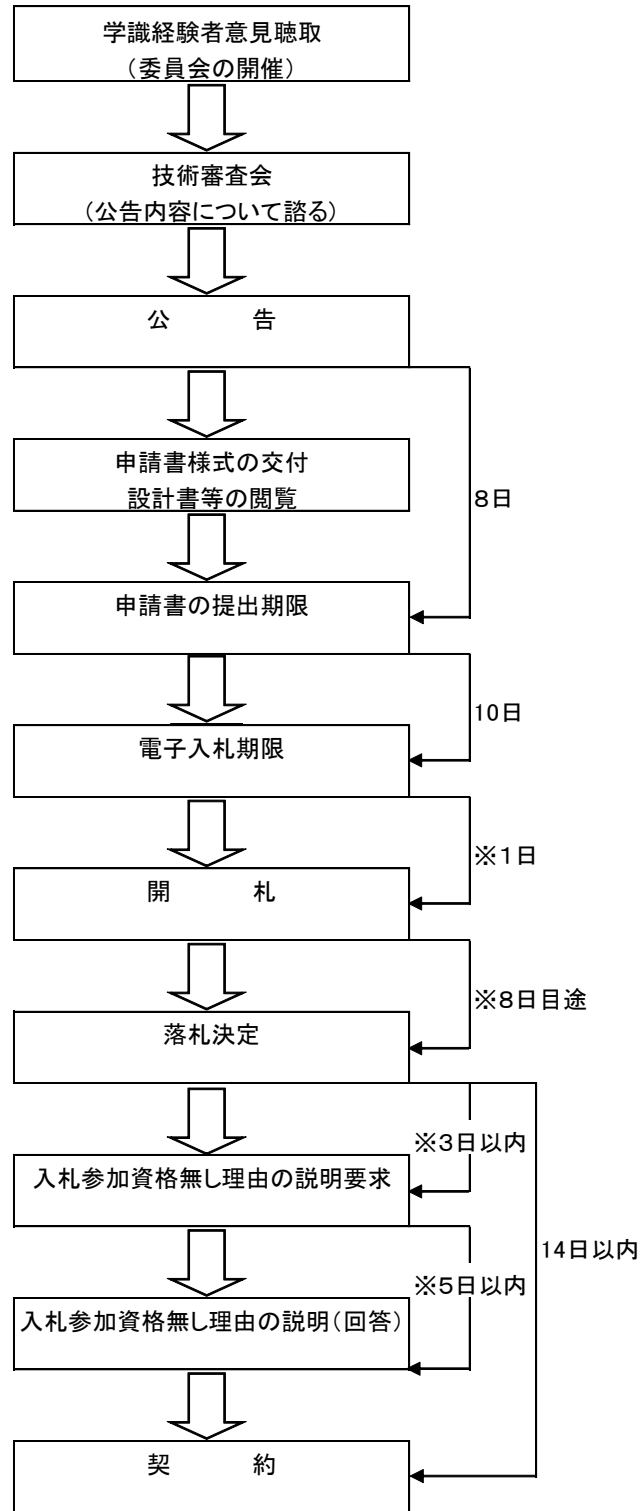 学識経験者意見聴取
（委員会の開催）
技術審査会
（公告内容について諮る）
公　　　　告
申請書様式の交付
設計書等の閲覧
8日
申請書の提出期限
10日
電子入札期限
※1日
開　　　　札
※8日目途
落札決定
※3日以内
入札参加資格無し理由の説明要求
14日以内
※5日以内
入札参加資格無し理由の説明（回答）
契　　　　約